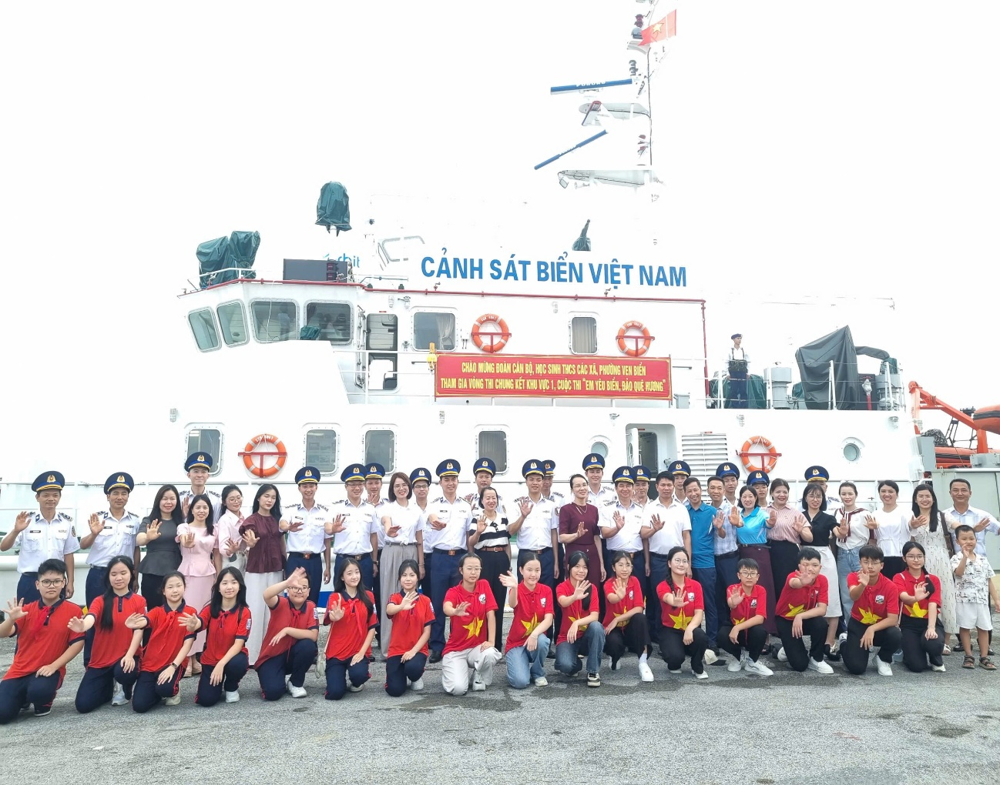 CẢNH SÁT BIỂN VIỆT NAM
CHÀO MỪNG ĐOÀN CÁN BỘ, HỌC SINH THCS CÁC XÃ, PHƯỜNG VEN BIỂN
THAM GIA VÒNG THI CHUNG KẾT KHU VỰC 1, CUỘC THI "EM YÊU BIỂN, ĐẢO QUÊ HƯƠNG"